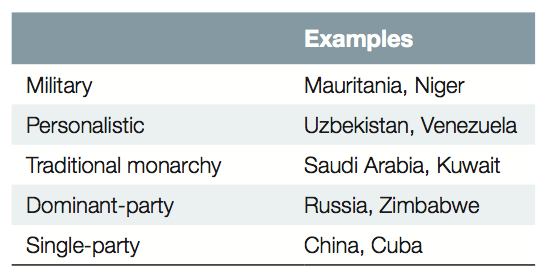 Examples
Military Mauritania, Niger
Personalistic Uzbekistan, Venezuela
Traditional monarchy Saudi Arabia, Kuwait
Dominant-party Russia, Zimbabwe
Single-party China, Cuba